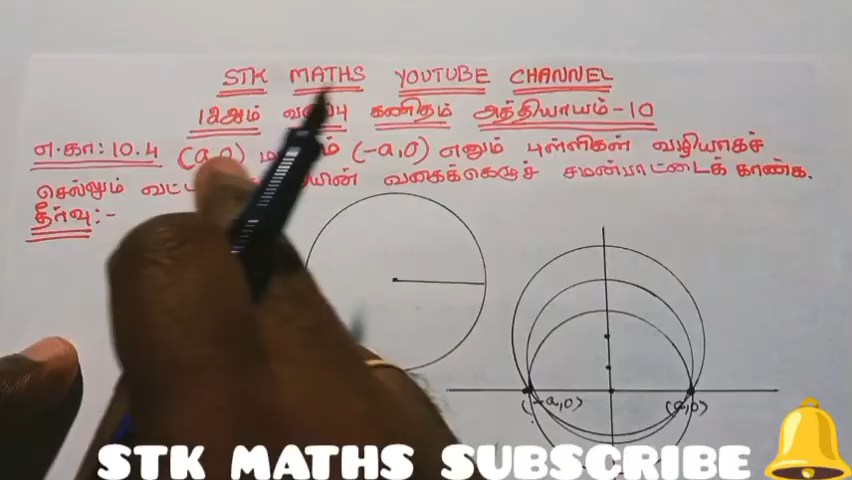 STK MATHS YOUTUBE CHANNEL
12ஆம் கணிதம் அத்தியாயம்-10
எ.கா: 10.4 (a,0) (-a,0) எனும் புள்ளிகள் வழியாகச்
செல்லும் வகைக்கெழுச் சமன்பாட்டைக் காண்க.
தீர்வு:-
(-a,0) (a,0)
STK MATHS SUBSCRIBE